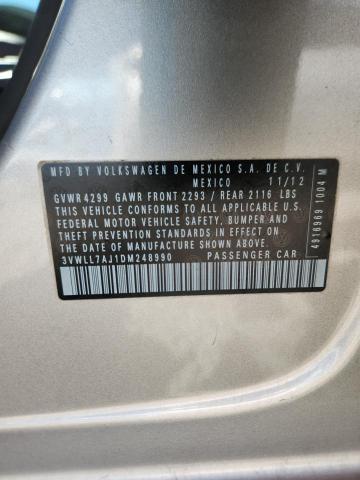 MFD BY VOLKSWAGEN DE MEXICO S.A. DE C.V.
MEXICO 11/12
GVWR 4299 GAWR FRONT 2293 / REAR 2116 LBS
THIS VEHICLE CONFORMS TO ALL APPLICABLE U.S.
FEDERAL MOTOR VEHICLE SAFETY, BUMPER AND
THEFT PREVENTION STANDARDS IN EFFECT ON THE
DATE OF MANUFACTURE SHOWN ABOVE.
3VWLL7AJ1DM248990 PASSENGER CAR
4916969 1004 M